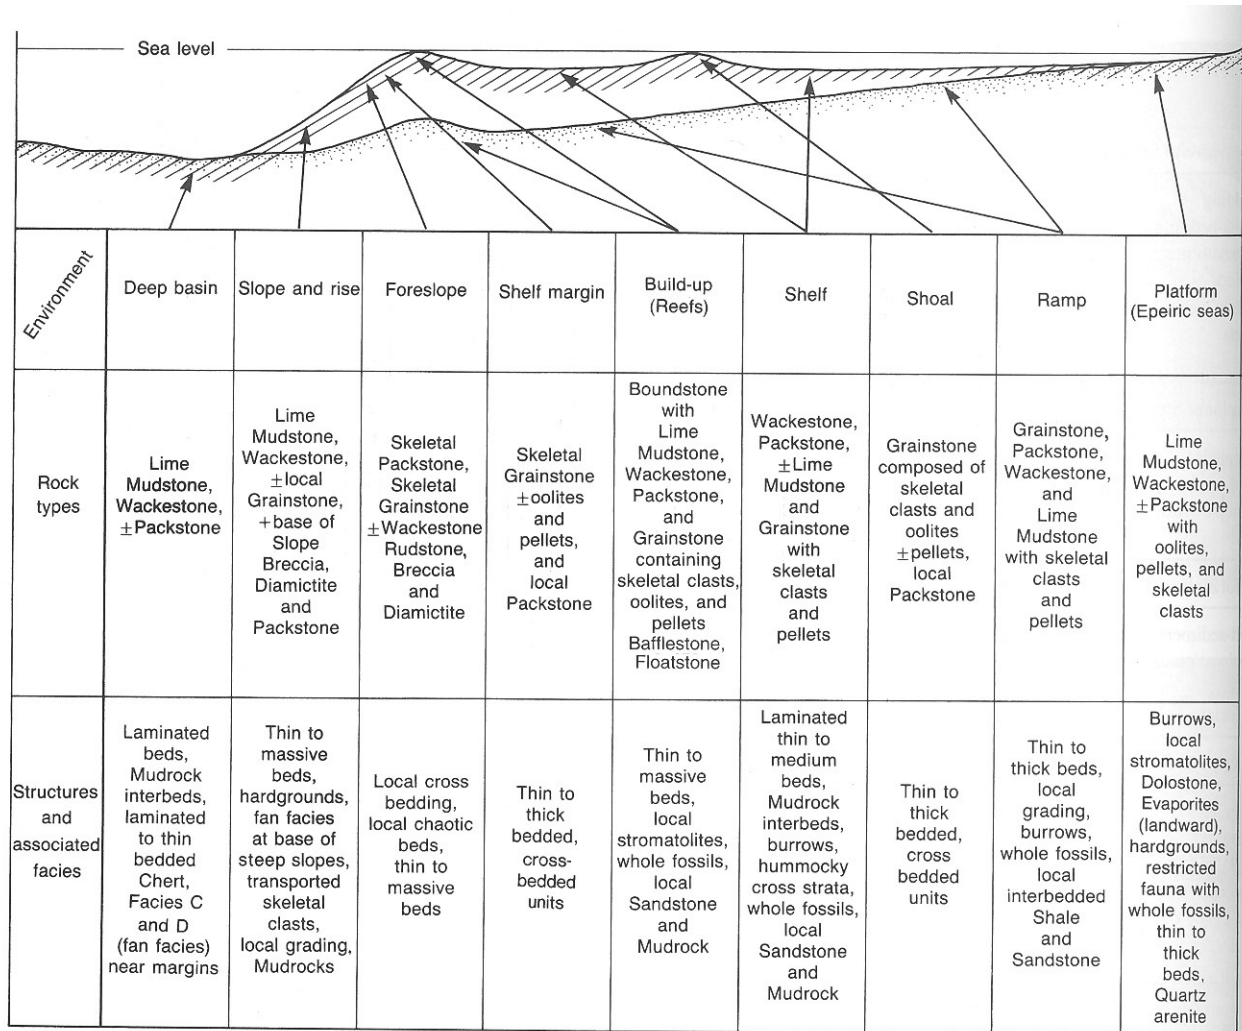 Sea level
Environment
Deep basin
Slope and rise
Foreslope
Shelf margin
Build-up
(Reefs)
Shelf
Shoal
Ramp
Platform
(Epeiric seas)
Rock
types
Lime
Mudstone,
Wackestone,
±Packstone
Lime
Mudstone,
Wackestone,
±local
Grainstone,
+base of
Slope
Breccia,
Diamictite
and
Packstone
Skeletal
Packstone,
Skeletal
Grainstone
±Wackestone
Rudstone,
Breccia
and
Diamictite
Skeletal
Grainstone
±oolites
and
pellets,
and
local
Packstone
Boundstone
with
Lime
Mudstone,
Wackestone,
Packstone,
and
Grainstone
containing
skeletal clasts,
oolites, and
pellets
Bafflestone,
Floatstone
Wackestone,
Packstone,
±Lime
Mudstone
and
Grainstone
with
skeletal
clasts
and
pellets
Grainstone
composed of
skeletal
clasts and
oolites
±pellets,
local
Packstone
Grainstone,
Packstone,
Wackestone,
and
Lime
Mudstone
with skeletal
clasts
and
pellets
Lime
Mudstone,
Wackestone,
±Packstone
with
oolites,
pellets, and
skeletal
clasts
Structures
and
associated
facies
Laminated
beds,
Mudrock
interbeds,
laminated
to thin
bedded
Chert,
Facies C
and D
(fan facies)
near margins
Thin to
massive
beds,
hardgrounds,
fan facies
at base of
steep slopes,
transported
skeletal
clasts,
local grading,
Mudrocks
Local cross
bedding,
local chaotic
beds,
thin to
massive
beds
Thin to
thick
bedded,
cross-
bedded
units
Thin to
massive
beds,
local
stromatolites,
whole fossils,
local
Sandstone
and
Mudrock
Laminated
thin to
medium
beds,
Mudrock
interbeds,
burrows,
hummocky
cross strata,
whole fossils,
local
Sandstone
and
Mudrock
Thin to
thick
bedded,
cross
bedded
units
Thin to
thick beds,
local
grading,
burrows,
whole fossils,
local
interbedded
Shale
and
Sandstone
Burrows,
local
stromatolites,
Dolostone,
Evaporites
(landward),
hardgrounds,
restricted
fauna with
whole fossils,
thin to
thick
beds,
Quartz
arenite